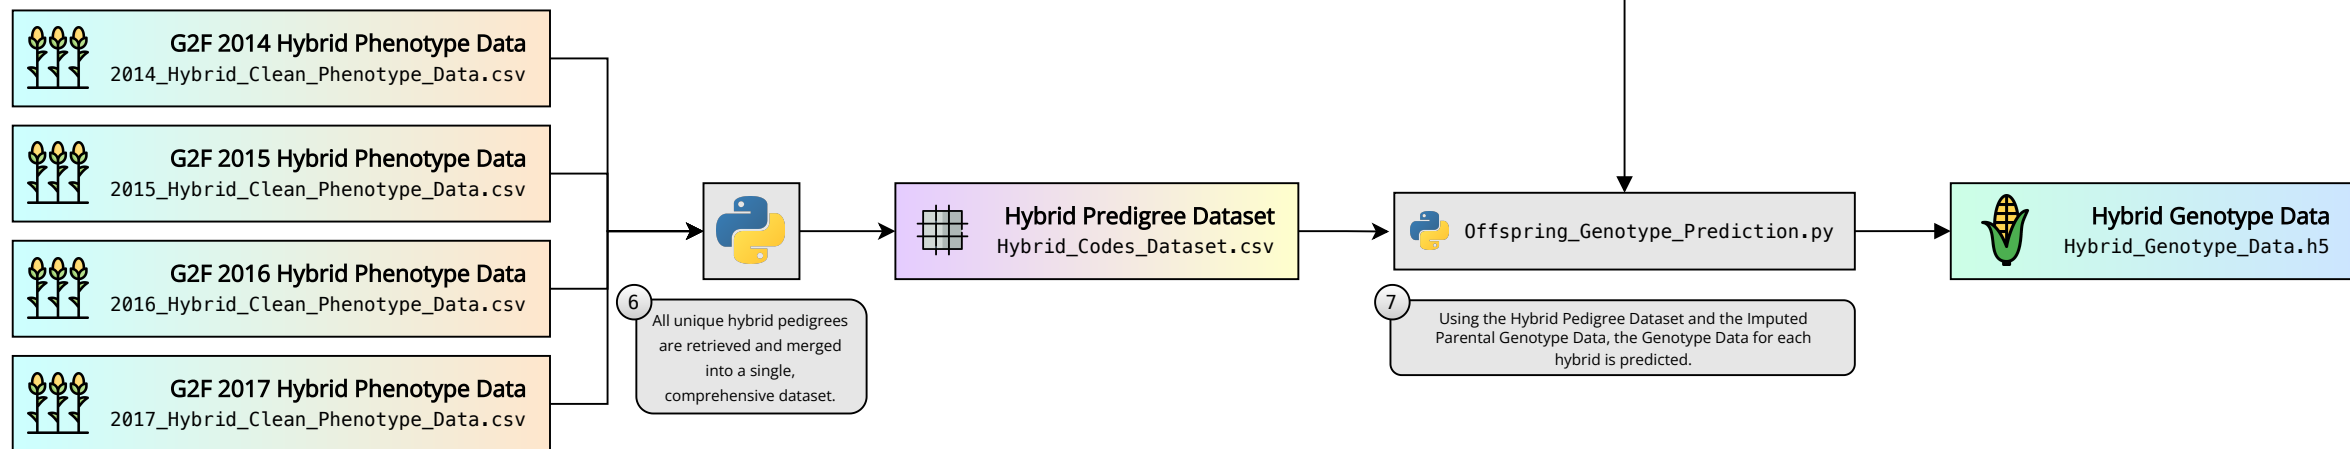 G2F 2014 Hybrid Phenotype Data
2014_Hybrid_Clean_Phenotype_Data.csv
G2F 2015 Hybrid Phenotype Data
2015_Hybrid_Clean_Phenotype_Data.csv
G2F 2016 Hybrid Phenotype Data
2016_Hybrid_Clean_Phenotype_Data.csv
G2F 2017 Hybrid Phenotype Data
2017_Hybrid_Clean_Phenotype_Data.csv
6
All unique hybrid pedigrees
are retrieved and merged
into a single,
comprehensive dataset.
Hybrid Predigree Dataset
Hybrid_Codes_Dataset.csv
Offspring_Genotype_Prediction.py
7
Using the Hybrid Pedigree Dataset and the Imputed
Parental Genotype Data, the Genotype Data for each
hybrid is predicted.
Hybrid Genotype Data
Hybrid_Genotype_Data.h5